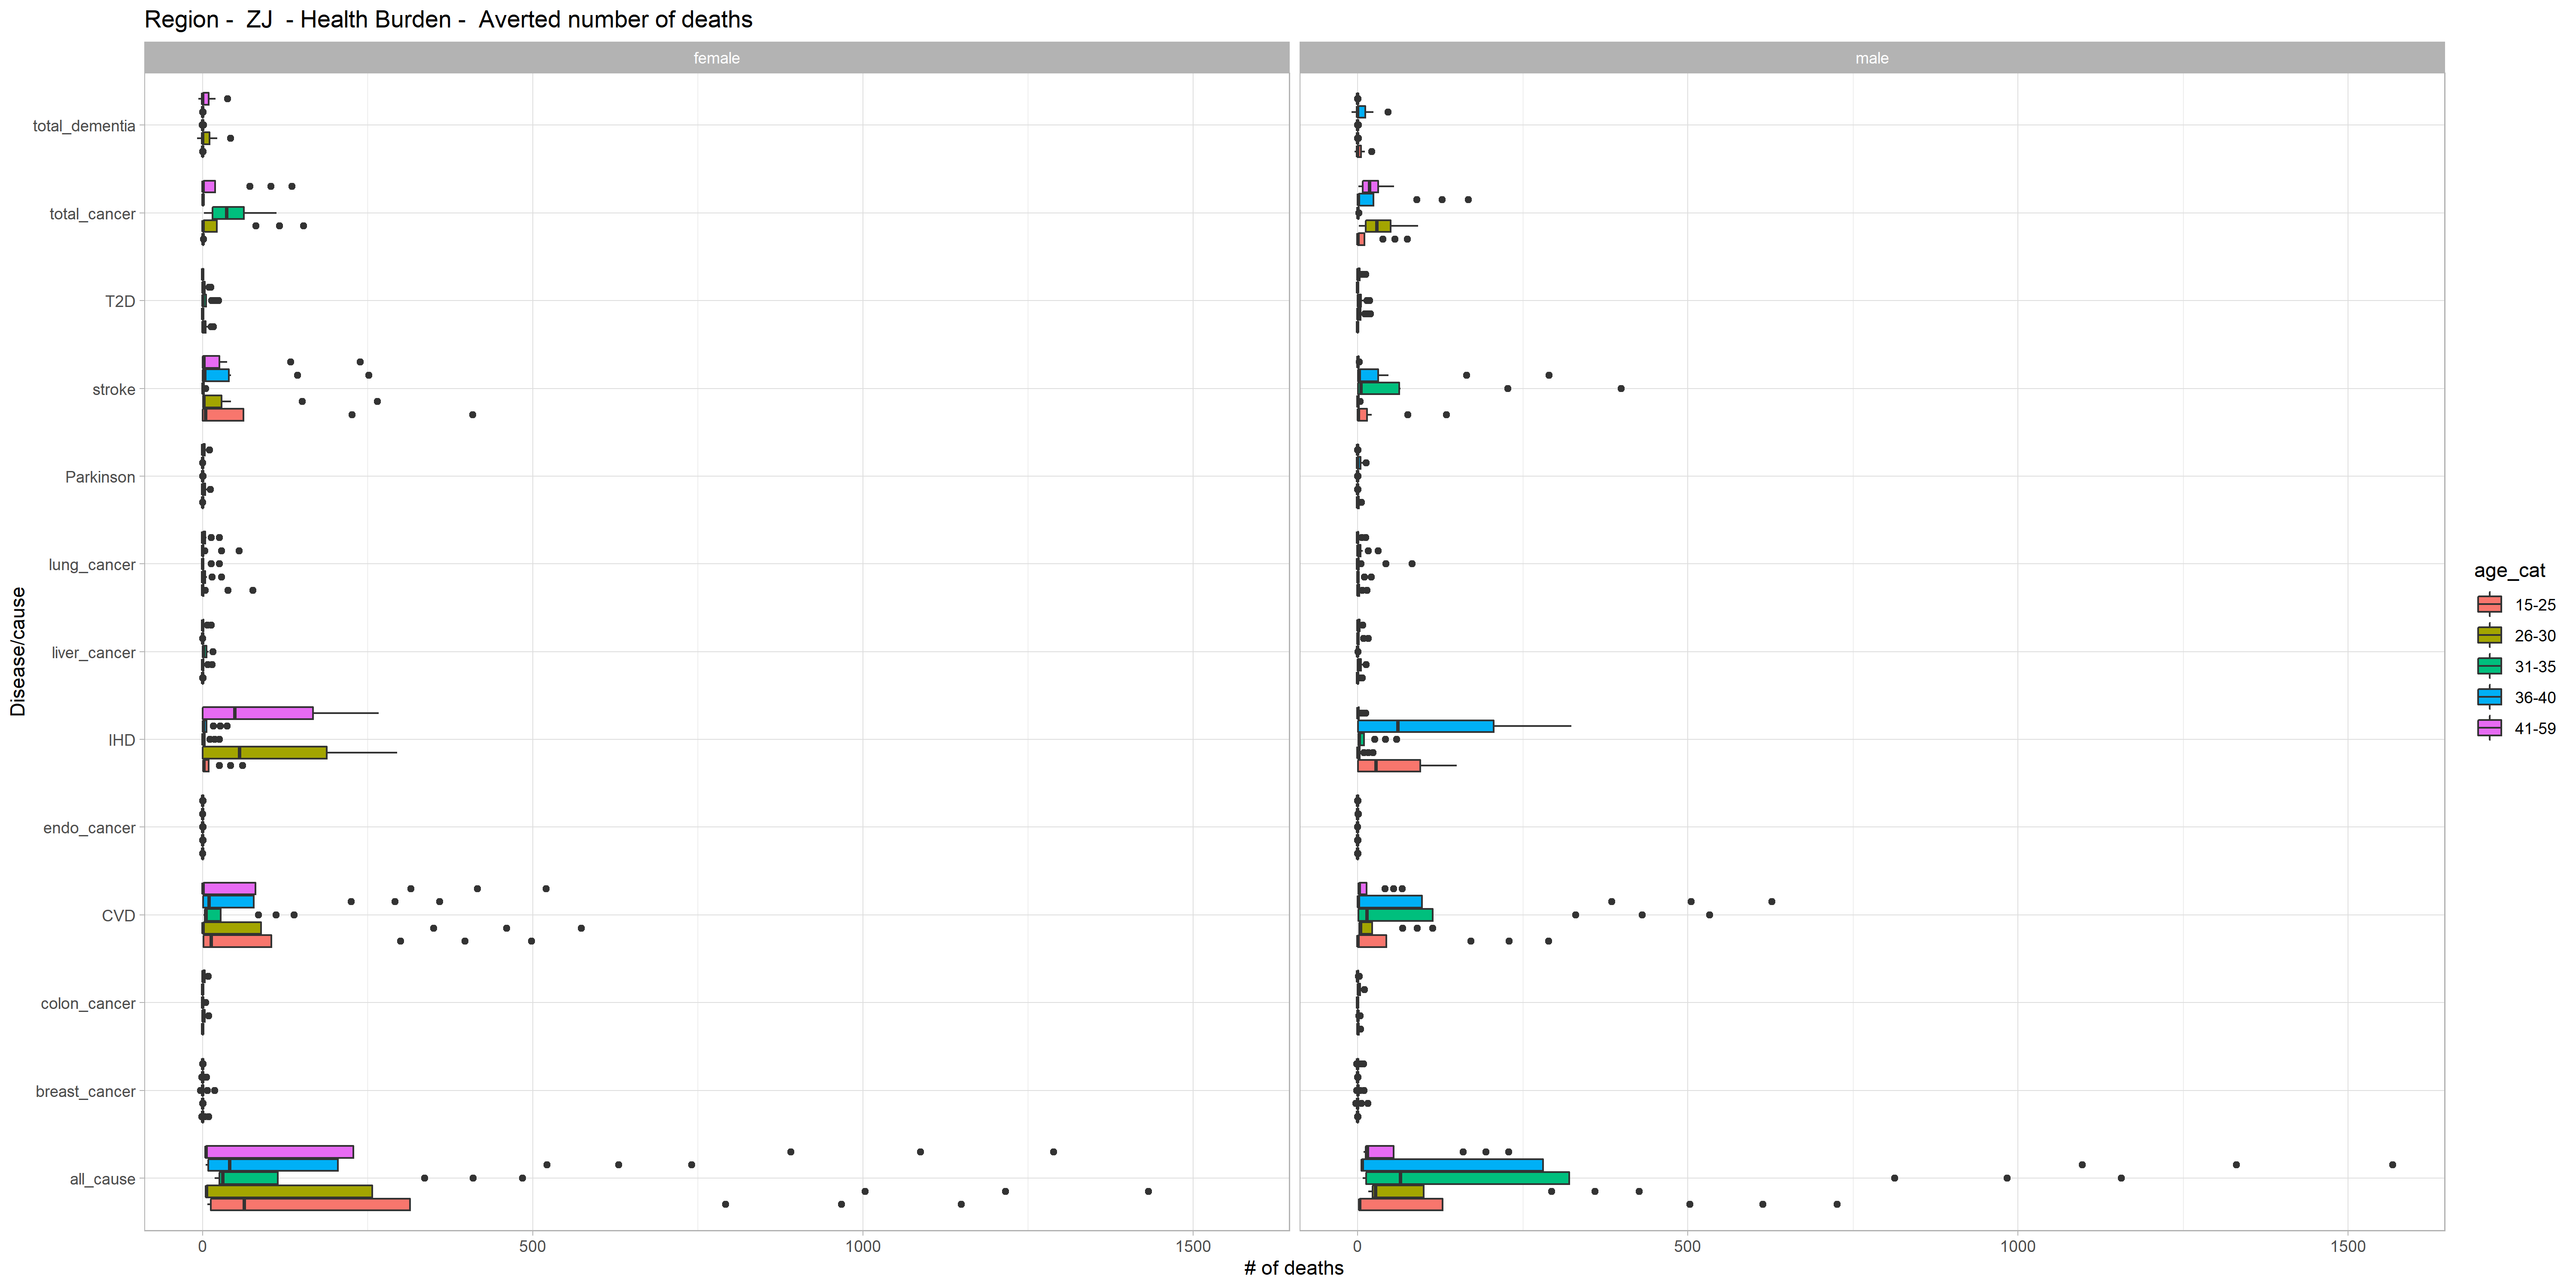 Region -  ZJ  - Health Burden -  Averted number of deaths
female
male
Disease/cause
total_dementia
total_cancer
T2D
stroke
Parkinson
lung_cancer
liver_cancer
IHD
endo_cancer
CVD
colon_cancer
breast_cancer
all_cause
0
500
1000
1500
0
500
1000
1500
# of deaths
age_cat
15-25
26-30
31-35
36-40
41-59